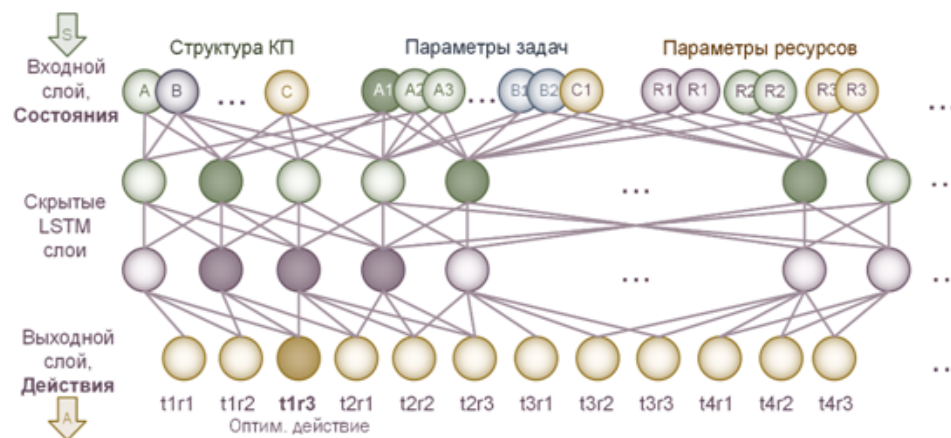 S
Структура КП
Параметры задач
Параметры ресурсов
Входной
слой,
Состояния
A B ... C A1 A2 A3 ... B1 B2 C1 R1 R1 R2 R2 R3 R3 ...
... ...
Скрытые
LSTM
слои
... ...
Выходной
слой,
Действия
...
A
t1r1 t1r2 t1r3 t2r1 t2r2 t2r3 t3r1 t3r2 t3r3 t4r1 t4r2 t4r3
Оптим. действие